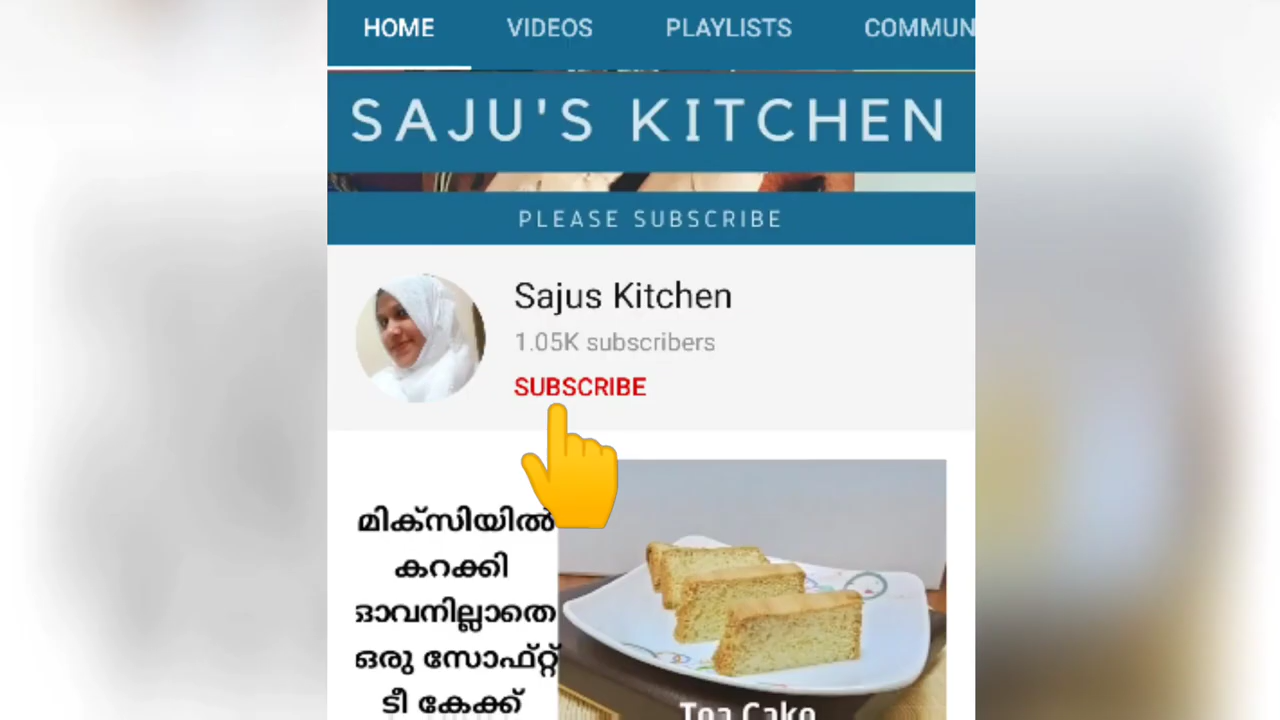 HOME VIDEOS PLAYLISTS COMMUN
SAJU'S KITCHEN
PLEASE SUBSCRIBE
Sajus Kitchen
1.05K subscribers
SUBSCRIBE
മിക്സിയിൽ
കറക്കി
ഓവനില്ലാതെ
ഒരു സോഫ്റ്റ്
ടീ കേക്ക്
Tea Cake